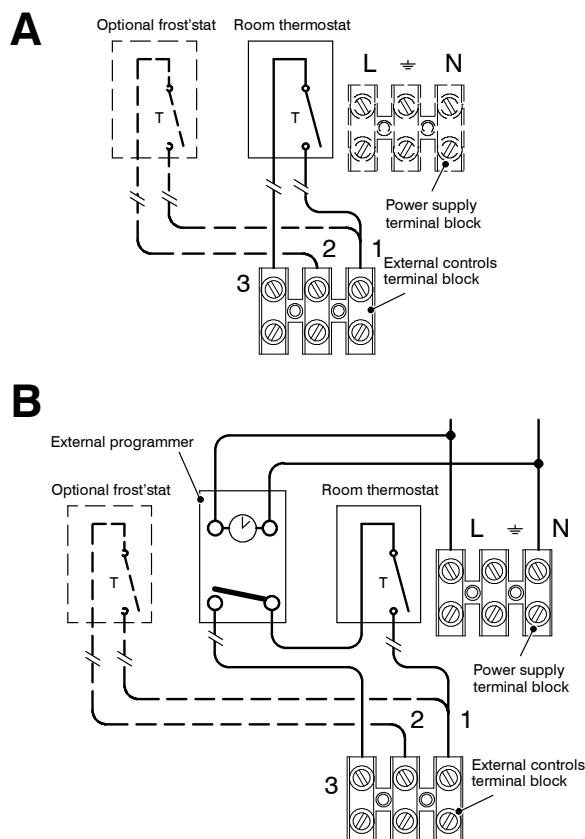 A
Optional frost'stat
Room thermostat
L
N
T
T
Power supply
terminal block
2
1
3
External controls
terminal block
B
External programmer
Optional frost'stat
Room thermostat
L
N
T
T
Power supply
terminal block
2
1
3
External controls
terminal block